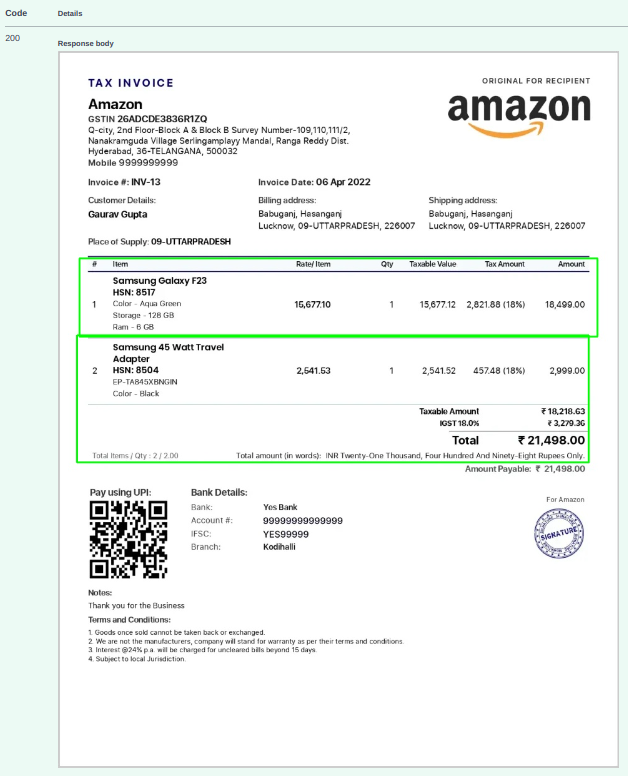 Code Details
200
Response body
TAX INVOICE
ORIGINAL FOR RECIPIENT
Amazon
amazon
GSTIN 26ADCDE3836R1ZQ
Q-city, 2nd Floor-Block A & Block B Survey Number-109,110,111/2,
Nanakramguda Village Serlingamplayy Mandal, Ranga Reddy Dist.
Hyderabad, 36-TELANGANA, 500032
Mobile 9999999999
Invoice #: INV-13 Invoice Date: 06 Apr 2022
Customer Details: Billing address: Shipping address:
Gaurav Gupta Babuganj, Hasanganj Babuganj, Hasanganj
Lucknow, 09-UTTARPRADESH, 226007 Lucknow, 09-UTTARPRADESH, 226007
Place of Supply: 09-UTTARPRADESH
# Item Rate/ Item Qty Taxable Value Tax Amount Amount
Samsung Galaxy F23
HSN: 8517
1 Color - Aqua Green 15,677.10 1 15,677.12 2,821.88 (18%) 18,499.00
Storage - 128 GB
Ram - 6 GB
Samsung 45 Watt Travel
Adapter
2 HSN: 8504 2,541.53 1 2,541.52 457.48 (18%) 2,999.00
EP-TA845XBNGIN
Color - Black
Taxable Amount ₹ 18,218.63
IGST 18.0% ₹ 3,279.36
Total ₹ 21,498.00
Total Items / Qty : 2 / 2.00 Total amount (in words): INR Twenty-One Thousand, Four Hundred And Ninety-Eight Rupees Only.
Amount Payable: ₹ 21,498.00
Pay using UPI: Bank Details:
For Amazon
Bank: Yes Bank
Account #: 99999999999999
IFSC: YES99999
Branch: Kodihalli
SIGNATURE
Notes:
Thank you for the Business
Terms and Conditions:
1. Goods once sold cannot be taken back or exchanged.
2. We are not the manufacturers, company will stand for warranty as per their terms and conditions.
3. Interest @24% p.a. will be charged for uncleared bills beyond 15 days.
4. Subject to local Jurisdiction.